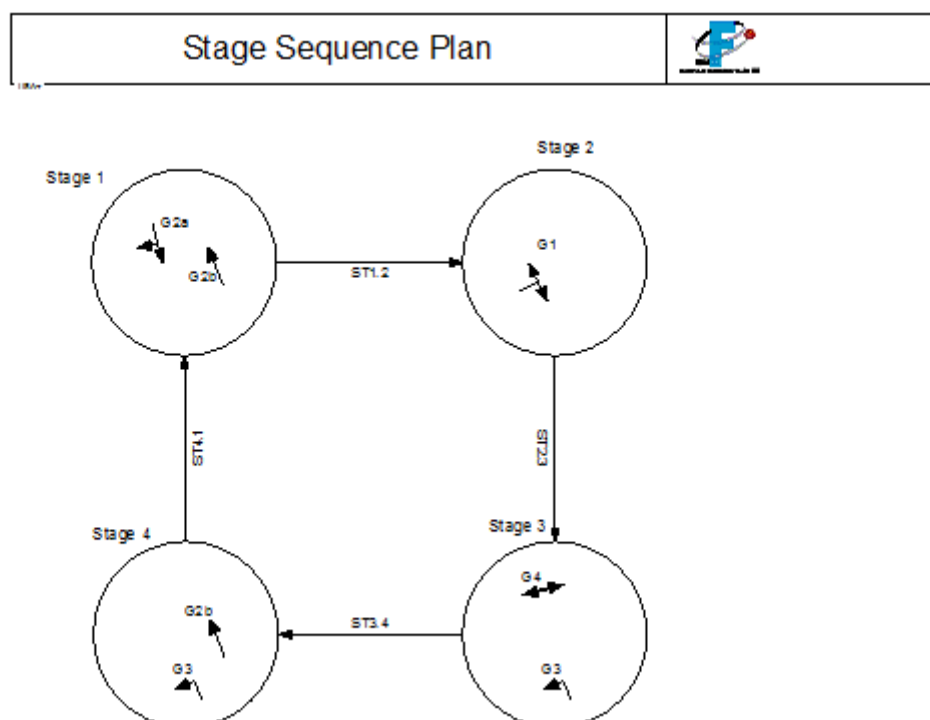 Stage Sequence Plan
F
Stage 1
Stage 2
G2a
G2b
ST1.2
G1
ST4.1
ST2.3
Stage 4
Stage 3
G4
G2b
ST3.4
G3
G3